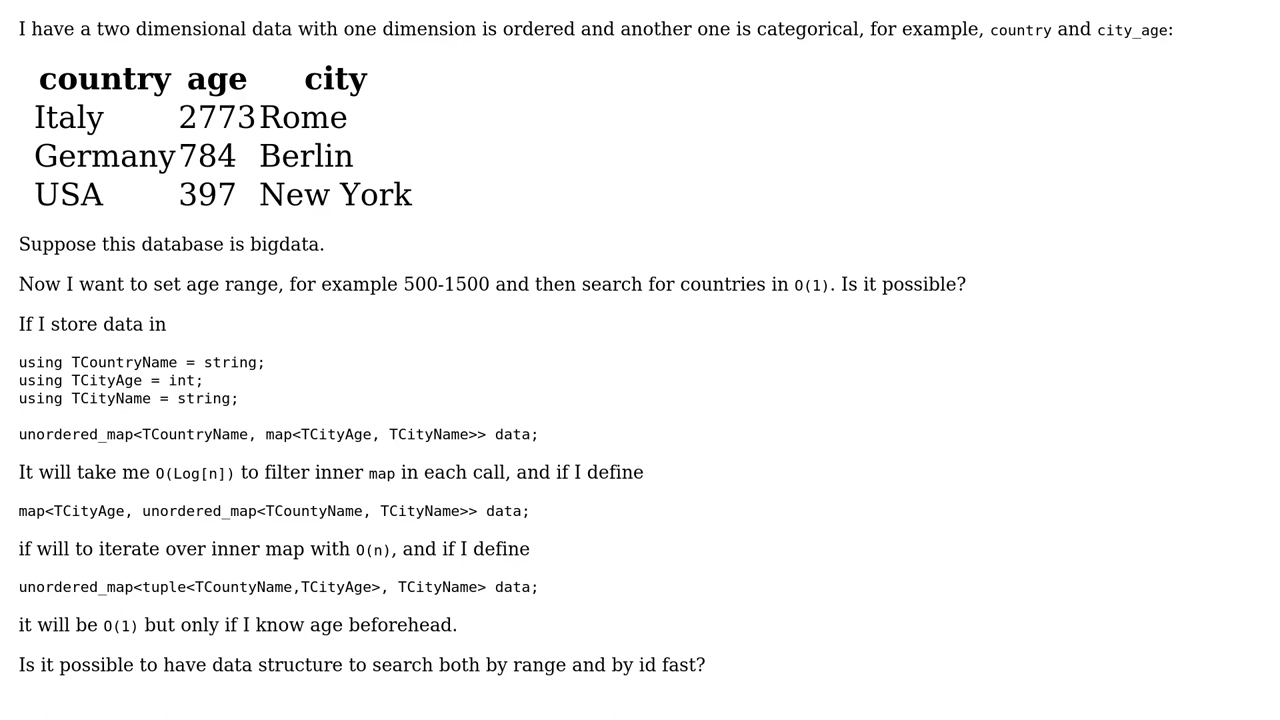 I have a two dimensional data with one dimension is ordered and another one is categorical, for example, country and city_age:
country age city
Italy 2773 Rome
Germany 784 Berlin
USA 397 New York
Suppose this database is bigdata.
Now I want to set age range, for example 500-1500 and then search for countries in O(1). Is it possible?
If I store data in
using TCountryName = string;
using TCityAge = int;
using TCityName = string;
unordered_map<TCountryName, map<TCityAge, TCityName>> data;
It will take me O(Log[n]) to filter inner map in each call, and if I define
map<TCityAge, unordered_map<TCountyName, TCityName>> data;
if will to iterate over inner map with O(n), and if I define
unordered_map<tuple<TCountyName,TCityAge>, TCityName> data;
it will be O(1) but only if I know age beforehead.
Is it possible to have data structure to search both by range and by id fast?